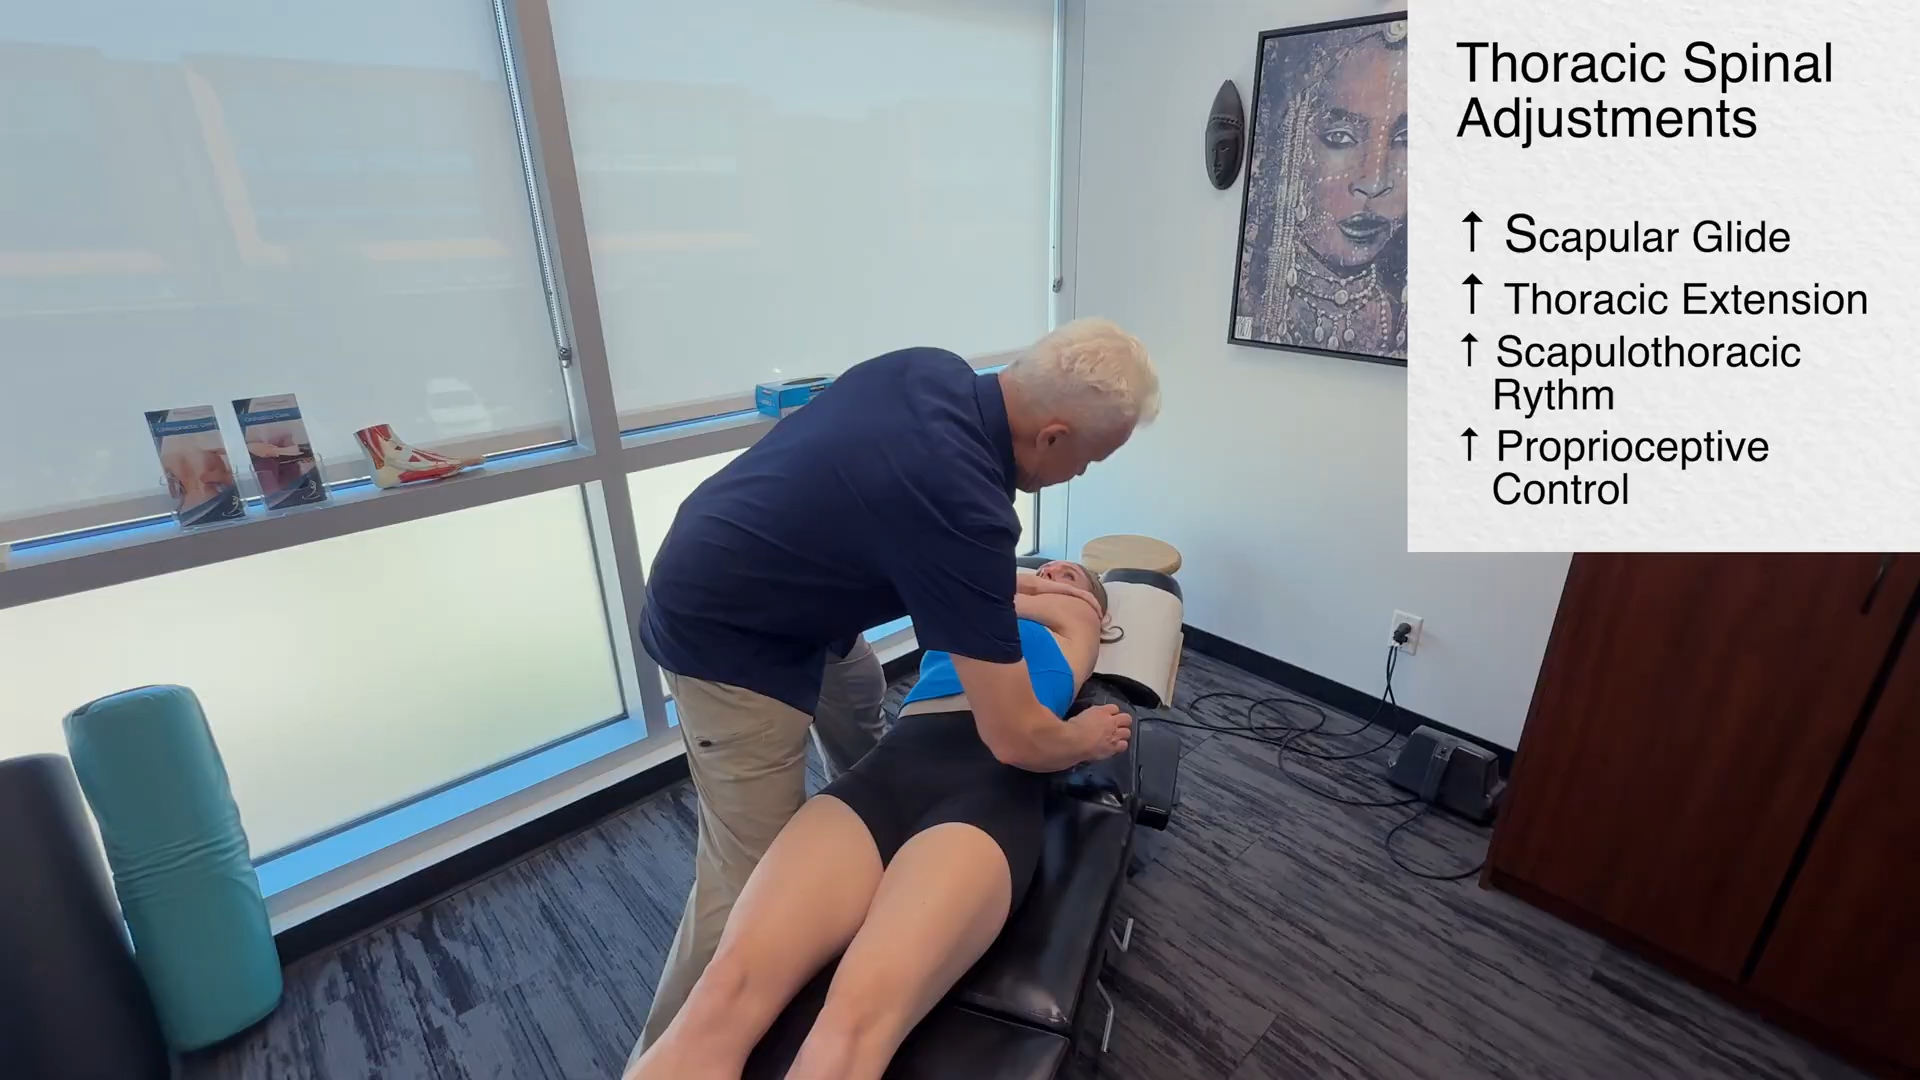 Thoracic Spinal
Adjustments
↑ Scapular Glide
↑ Thoracic Extension
↑ Scapulothoracic
Rythm
↑ Proprioceptive
Control